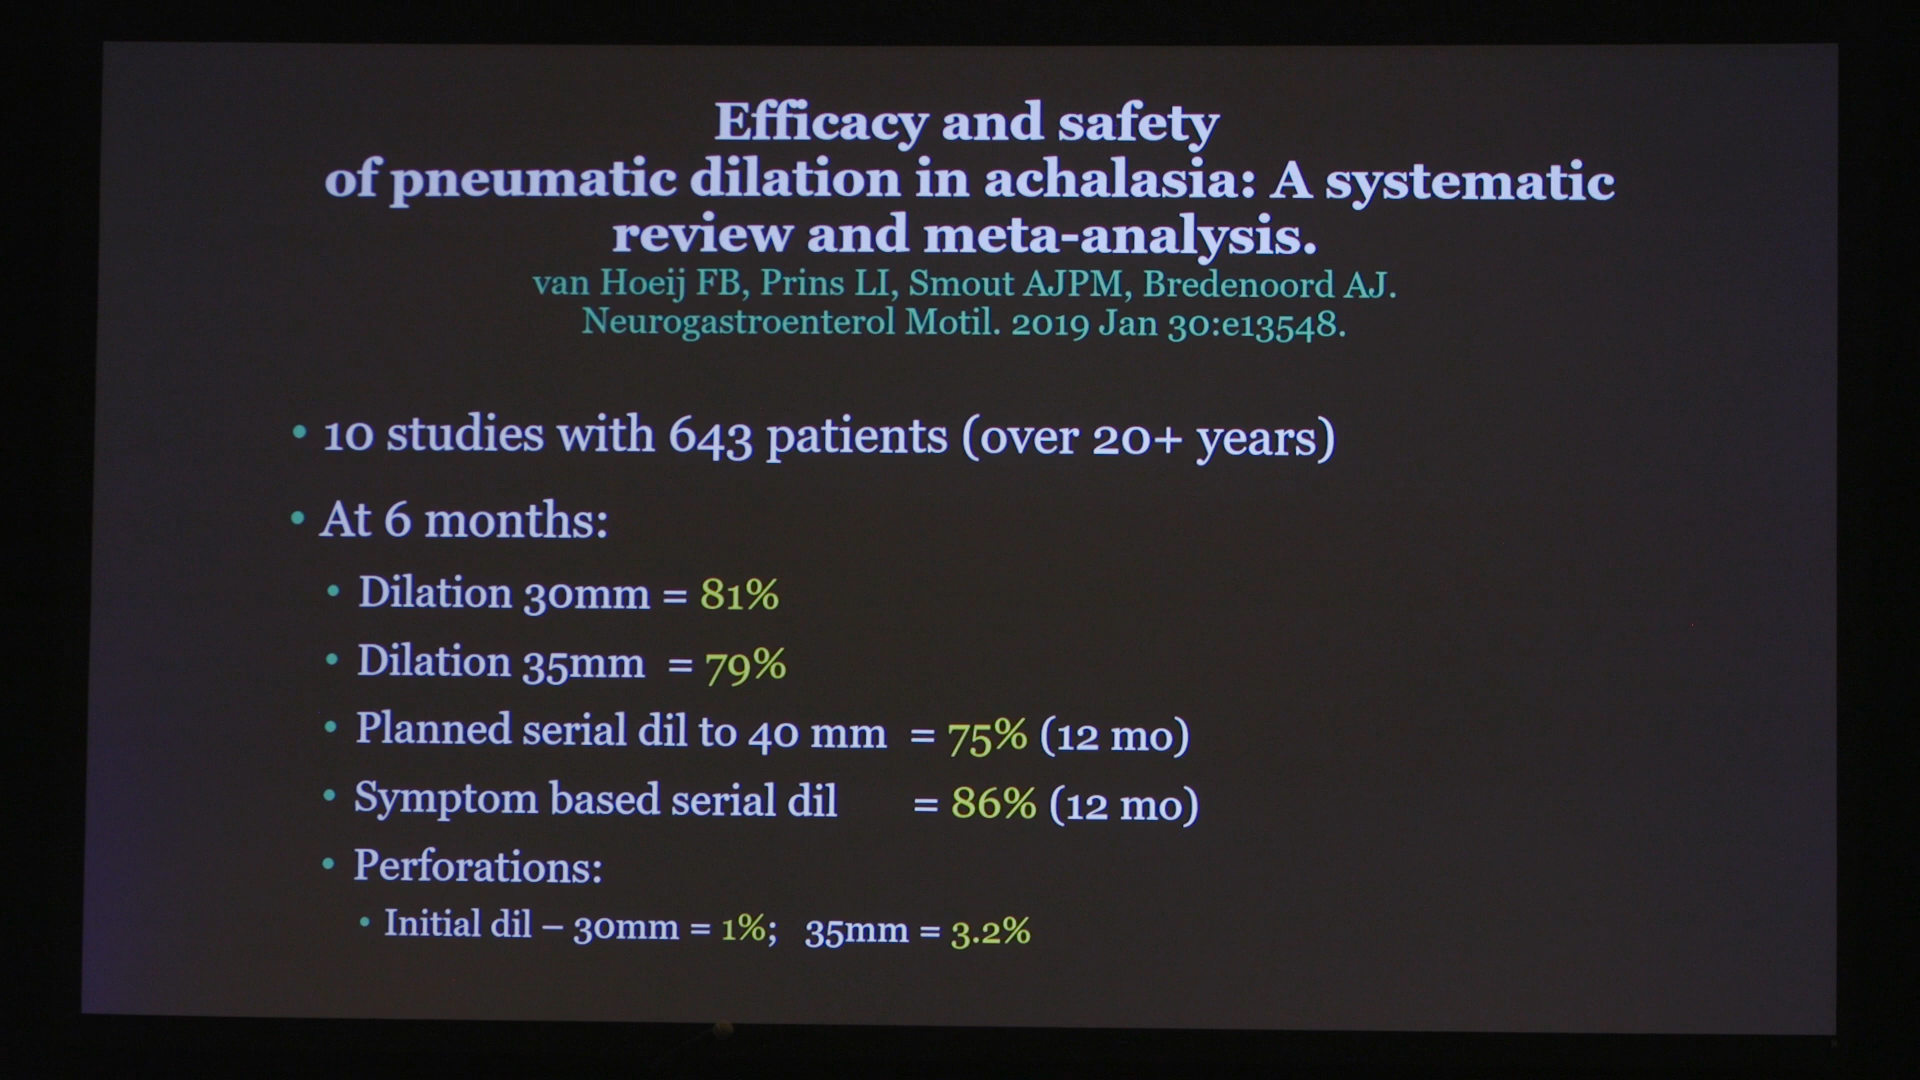 Efficacy and safety
of pneumatic dilation in achalasia: A systematic
review and meta-analysis.
van Hoeij FB, Prins LI, Smout AJPM, Bredenoord AJ.
Neurogastroenterol Motil. 2019 Jan 30:e13548.
• 10 studies with 643 patients (over 20+ years)
• At 6 months:
• Dilation 30mm = 81%
• Dilation 35mm = 79%
• Planned serial dil to 40 mm = 75% (12 mo)
• Symptom based serial dil = 86% (12 mo)
• Perforations:
• Initial dil – 30mm = 1%; 35mm = 3.2%